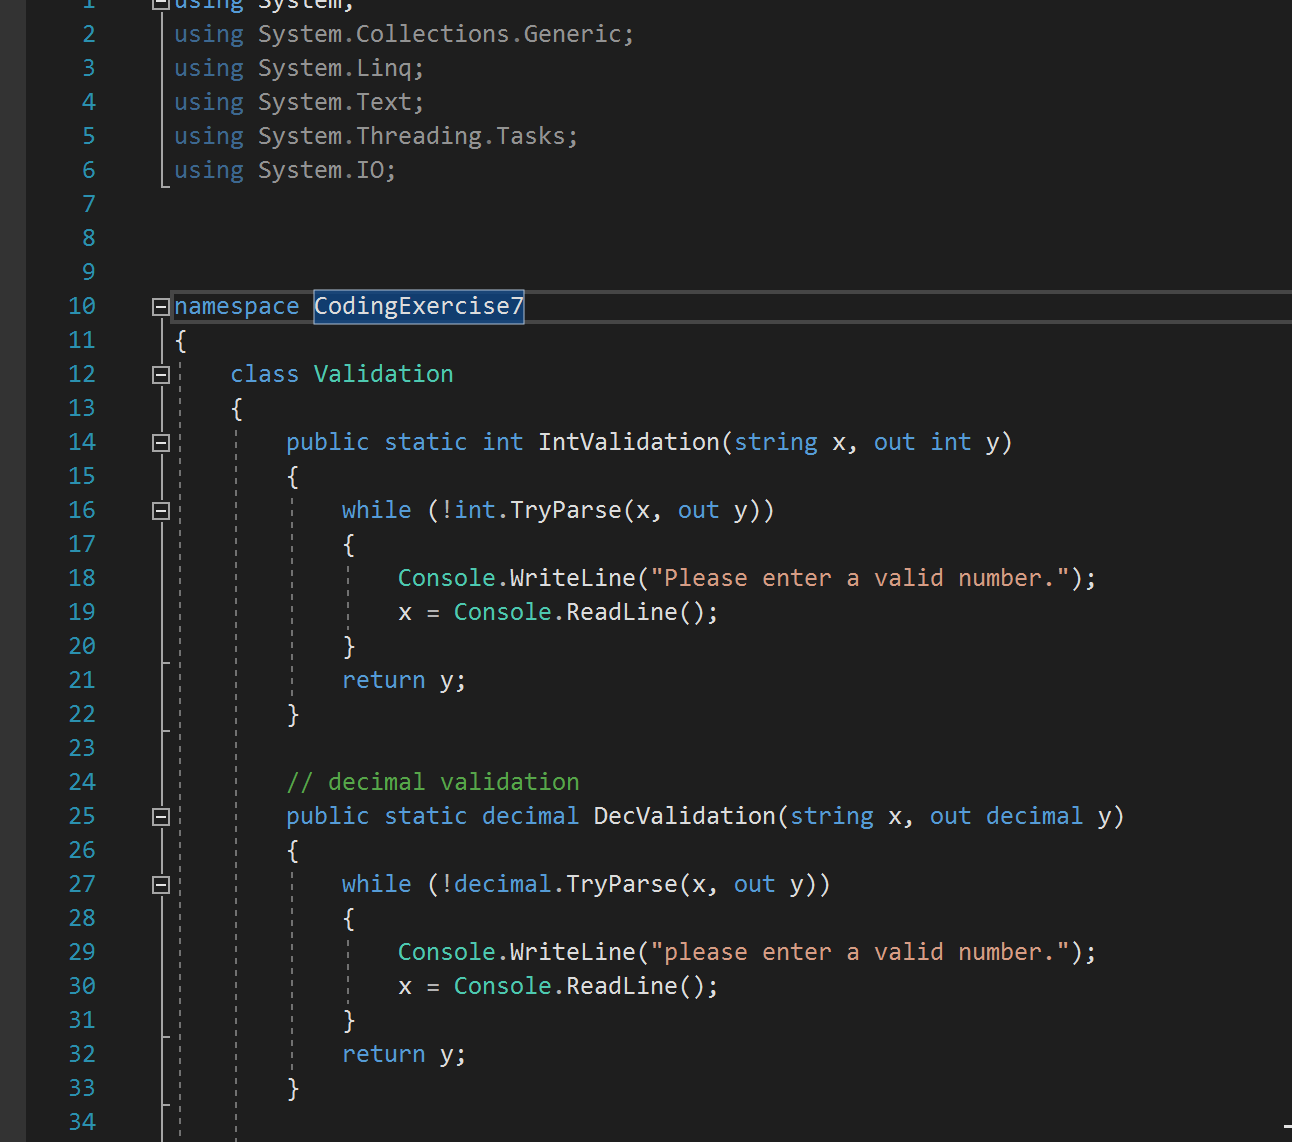 1 using System;
2 using System.Collections.Generic;
3 using System.Linq;
4 using System.Text;
5 using System.Threading.Tasks;
6 using System.IO;
7
8
9
10 namespace CodingExercise7
11 {
12 class Validation
13 {
14 public static int IntValidation(string x, out int y)
15 {
16 while (!int.TryParse(x, out y))
17 {
18 Console.WriteLine("Please enter a valid number.");
19 x = Console.ReadLine();
20 }
21 return y;
22 }
23
24 // decimal validation
25 public static decimal DecValidation(string x, out decimal y)
26 {
27 while (!decimal.TryParse(x, out y))
28 {
29 Console.WriteLine("please enter a valid number.");
30 x = Console.ReadLine();
31 }
32 return y;
33 }
34